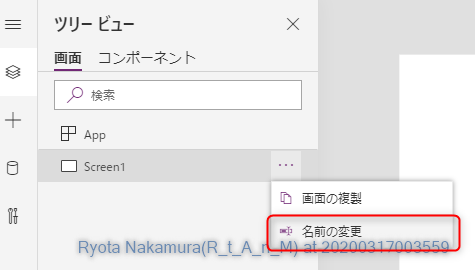 ツリー ビュー
画面 コンポーネント
検索
App
Screen1
画面の複製
名前の変更
Ryota Nakamura(R_t_A_n_M) at 20200317003559